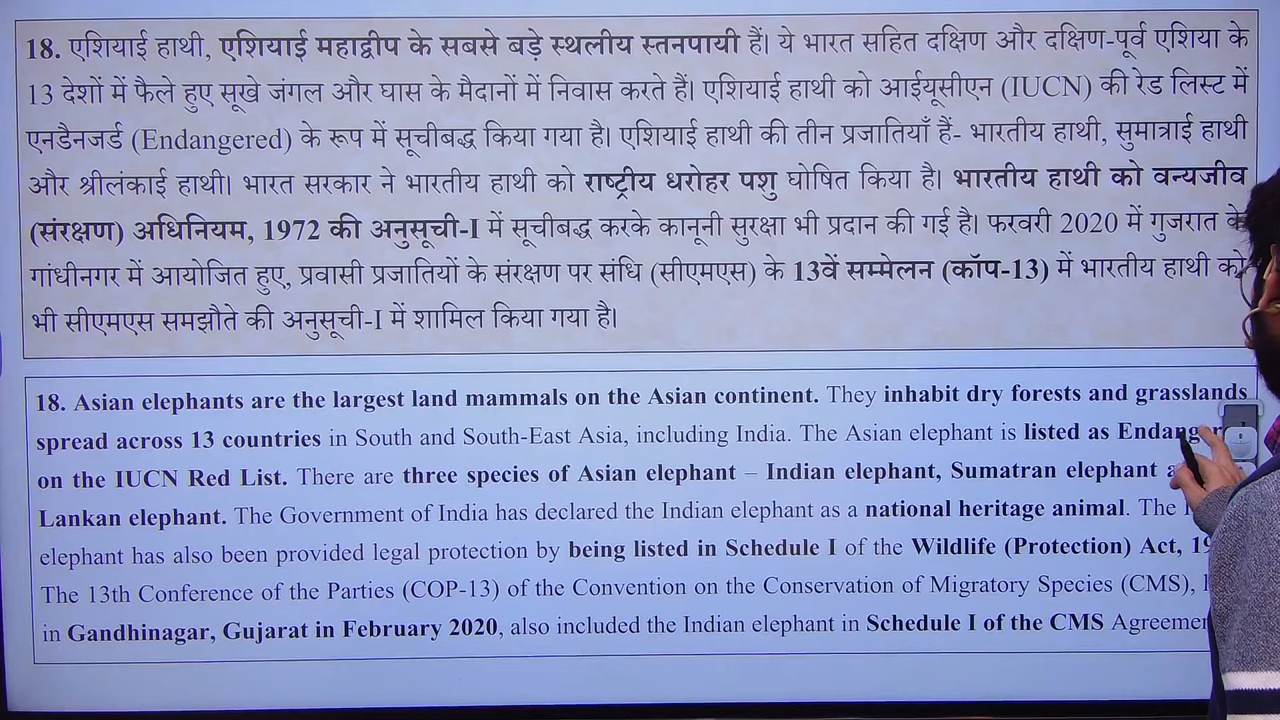 18. एशियाई हाथी, एशियाई महाद्वीप के सबसे बड़े स्थलीय स्तनपायी हैं। ये भारत सहित दक्षिण और दक्षिण-पूर्व एशिया के
13 देशों में फैले हुए सूखे जंगल और घास के मैदानों में निवास करते हैं। एशियाई हाथी को आईयूसीएन (IUCN) की रेड लिस्ट में
एनडैनजर्ड (Endangered) के रूप में सूचीबद्ध किया गया है। एशियाई हाथी की तीन प्रजातियाँ हैं- भारतीय हाथी, सुमात्राई हाथी
और श्रीलंकाई हाथी। भारत सरकार ने भारतीय हाथी को राष्ट्रीय धरोहर पशु घोषित किया है। भारतीय हाथी को वन्यजीव
(संरक्षण) अधिनियम, 1972 की अनुसूची-I में सूचीबद्ध करके कानूनी सुरक्षा भी प्रदान की गई है। फरवरी 2020 में गुजरात के
गांधीनगर में आयोजित हुए, प्रवासी प्रजातियों के संरक्षण पर संधि (सीएमएस) के 13वें सम्मेलन (कॉप-13) में भारतीय हाथी को
भी सीएमएस समझौते की अनुसूची-I में शामिल किया गया है।
18. Asian elephants are the largest land mammals on the Asian continent. They inhabit dry forests and grasslands
spread across 13 countries in South and South-East Asia, including India. The Asian elephant is listed as
on the IUCN Red List. There are three species of Asian elephant – Indian elephant, Sumatran elephant
Lankan elephant. The Government of India has declared the Indian elephant as a national heritage animal. The
elephant has also been provided legal protection by being listed in Schedule I of the Wildlife (Protection) Act,
The 13th Conference of the Parties (COP-13) of the Convention on the Conservation of Migratory Species (CMS),
in Gandhinagar, Gujarat in February 2020, also included the Indian elephant in Schedule I of the CMS